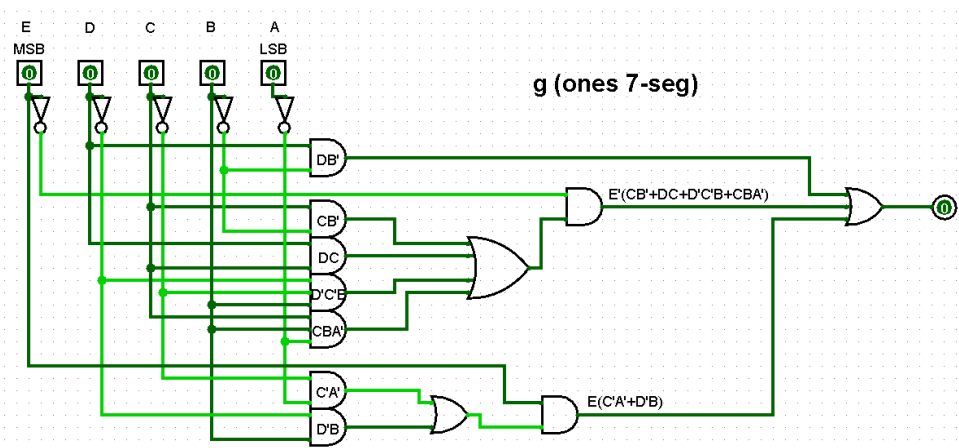 E D C B A
MSB LSB
0 0 0 0 0
g (ones 7-seg)
DB'
E'(CB'+DC+D'C'B+CBA')
CB'
0
DC
D'C'B
CBA'
C'A'
E(C'A'+D'B)
D'B